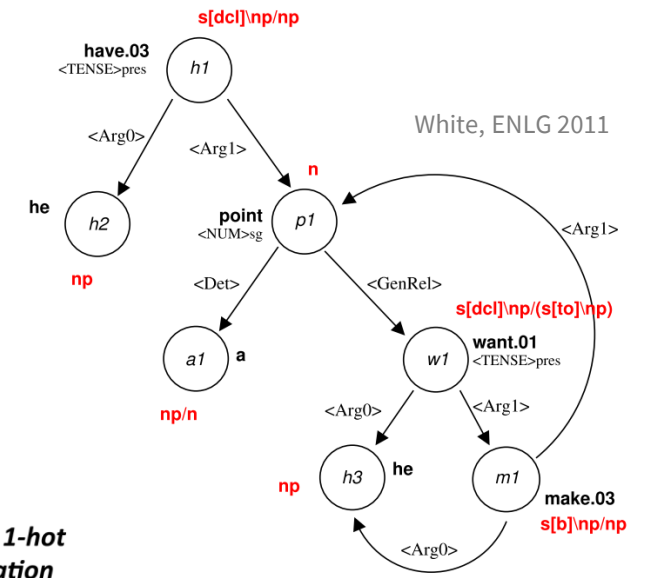 s[dcl]\np/np
have.03
<TENSE>pres
h1
White, ENLG 2011
<Arg0>
<Arg1>
n
he
h2
point
<NUM>sg
p1
<Arg1>
np
<Det>
<GenRel>
s[dcl]\np/(s[to]\np)
a1
a
w1
want.01
<TENSE>pres
np/n
<Arg0>
<Arg1>
np
h3
he
m1
make.03
s[b]\np/np
1-hot
<Arg0>